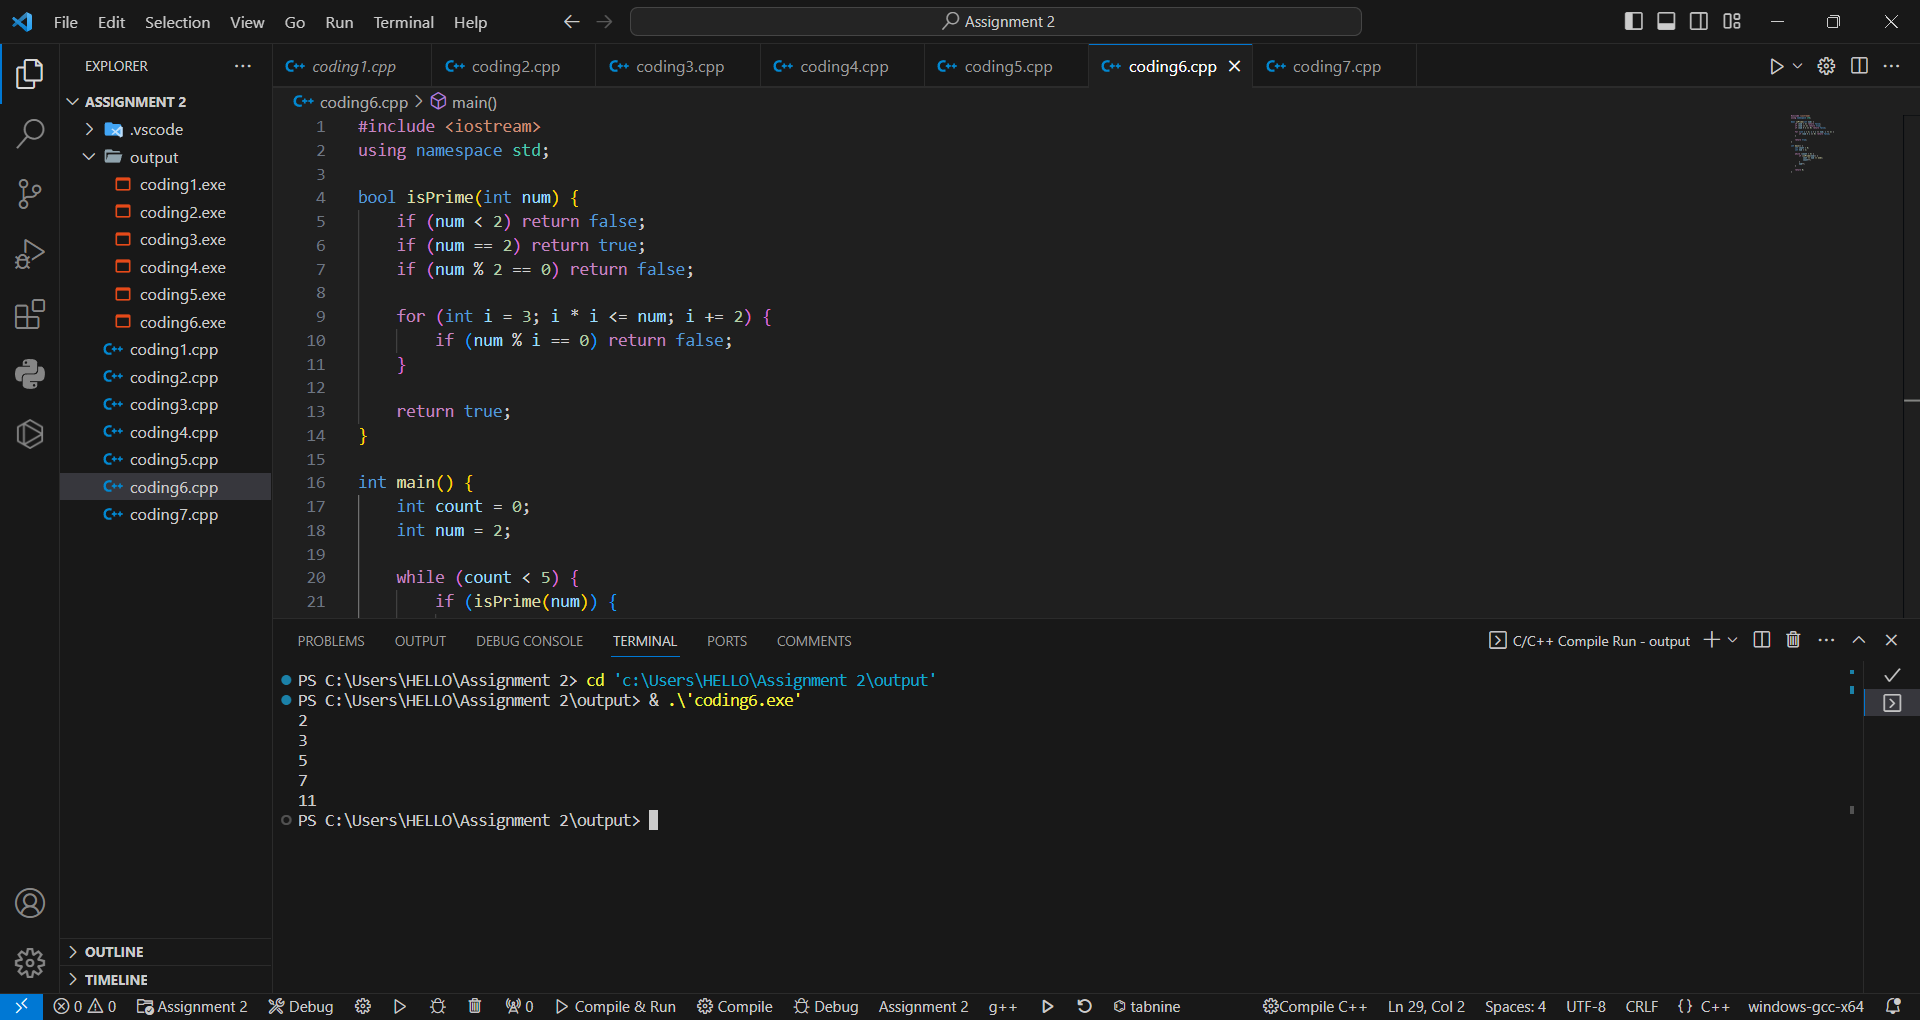 File Edit Selection View Go Run Terminal Help
Assignment 2
EXPLORER
ASSIGNMENT 2
.vscode
output
coding1.exe
coding2.exe
coding3.exe
coding4.exe
coding5.exe
coding6.exe
coding1.cpp
coding2.cpp
coding3.cpp
coding4.cpp
coding5.cpp
coding6.cpp
coding7.cpp
OUTLINE
TIMELINE
C++ coding1.cpp C++ coding2.cpp C++ coding3.cpp C++ coding4.cpp C++ coding5.cpp C++ coding6.cpp C++ coding7.cpp
C++ coding6.cpp > main()
1 #include <iostream>
2 using namespace std;
3
4 bool isPrime(int num) {
5     if (num < 2) return false;
6     if (num == 2) return true;
7     if (num % 2 == 0) return false;
8
9     for (int i = 3; i * i <= num; i += 2) {
10         if (num % i == 0) return false;
11     }
12
13     return true;
14 }
15
16 int main() {
17     int count = 0;
18     int num = 2;
19
20     while (count < 5) {
21         if (isPrime(num)) {
PROBLEMS OUTPUT DEBUG CONSOLE TERMINAL PORTS COMMENTS
C/C++ Compile Run - output
PS C:\Users\HELLO\Assignment 2> cd 'c:\Users\HELLO\Assignment 2\output'
PS C:\Users\HELLO\Assignment 2\output> & .\'coding6.exe'
2
3
5
7
11
PS C:\Users\HELLO\Assignment 2\output>
0 0 Assignment 2 Debug 0 Compile & Run Compile Debug Assignment 2 g++ tabnine Compile C++ Ln 29, Col 2 Spaces: 4 UTF-8 CRLF {} C++ windows-gcc-x64